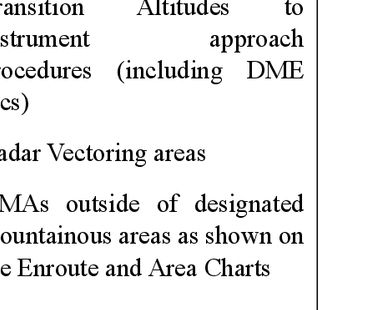 ransition Altitudes to
strument approach
rocedures (including DME
cs)
adar Vectoring areas
MAs outside of designated
ountainous areas as shown on
e Enroute and Area Charts